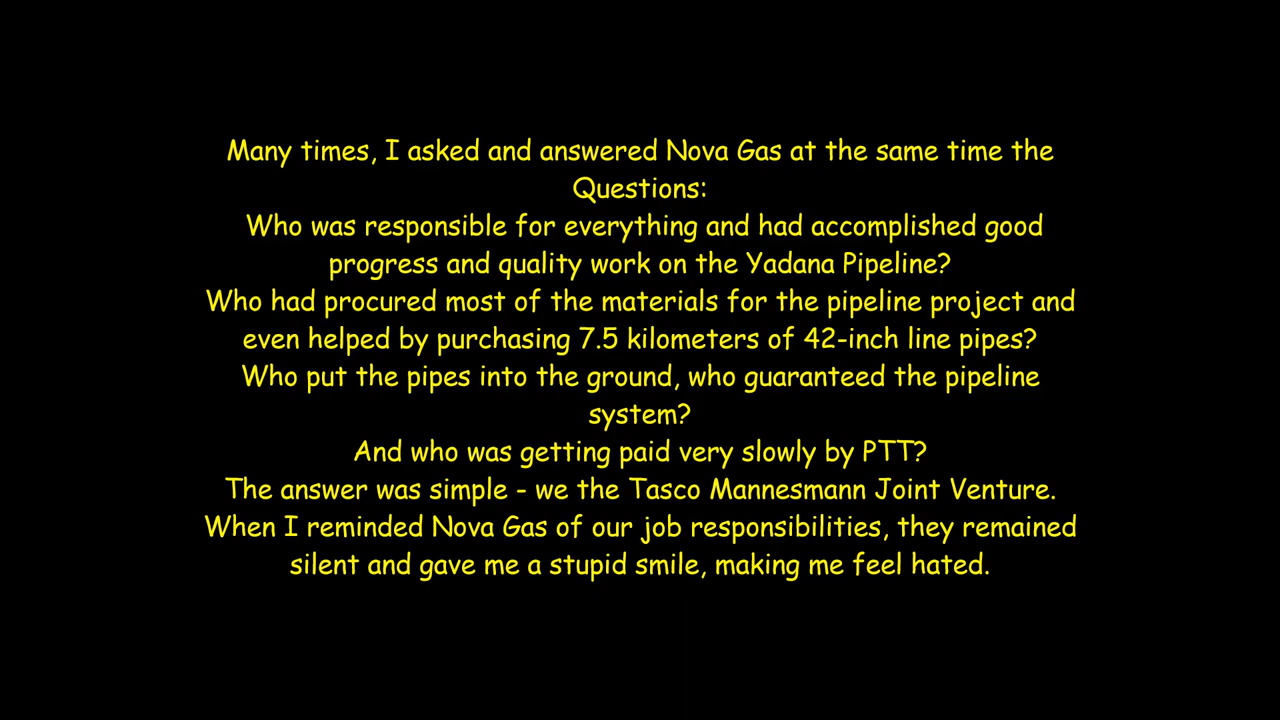 Many times, I asked and answered Nova Gas at the same time the
Questions:
Who was responsible for everything and had accomplished good
progress and quality work on the Yadana Pipeline?
Who had procured most of the materials for the pipeline project and
even helped by purchasing 7.5 kilometers of 42-inch line pipes?
Who put the pipes into the ground, who guaranteed the pipeline
system?
And who was getting paid very slowly by PTT?
The answer was simple - we the Tasco Mannesmann Joint Venture.
When I reminded Nova Gas of our job responsibilities, they remained
silent and gave me a stupid smile, making me feel hated.